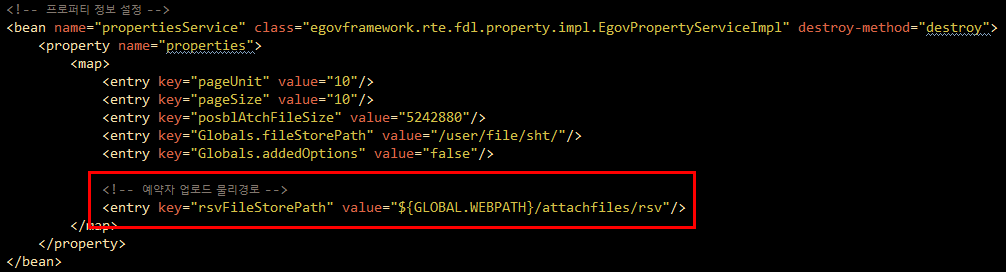 <!-- 프로퍼티 정보 설정 -->
<bean name="propertiesService" class="egovframework.rte.fdl.property.impl.EgovPropertyServiceImpl" destroy-method="destroy">
    <property name="properties">
        <map>
            <entry key="pageUnit" value="10"/>
            <entry key="pageSize" value="10"/>
            <entry key="posblAtchFileSize" value="5242880"/>
            <entry key="Globals.fileStorePath" value="/user/file/sht/"/>
            <entry key="Globals.addedOptions" value="false"/>
            <!-- 예약자 업로드 물리경로 -->
            <entry key="rsvFileStorePath" value="${GLOBAL.WEBPATH}/attachfiles/rsv"/>
        </map>
    </property>
</bean>